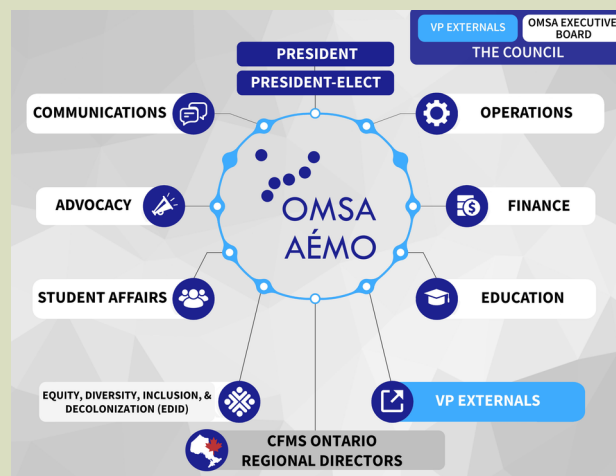 VP EXTERNALS
OMSA EXECUTIVE
BOARD
THE COUNCIL
PRESIDENT
PRESIDENT-ELECT
COMMUNICATIONS
OPERATIONS
ADVOCACY
FINANCE
OMSA
AÉMO
STUDENT AFFAIRS
EDUCATION
EQUITY, DIVERSITY, INCLUSION, &
DECOLONIZATION (EDID)
VP EXTERNALS
CFMS ONTARIO
REGIONAL DIRECTORS